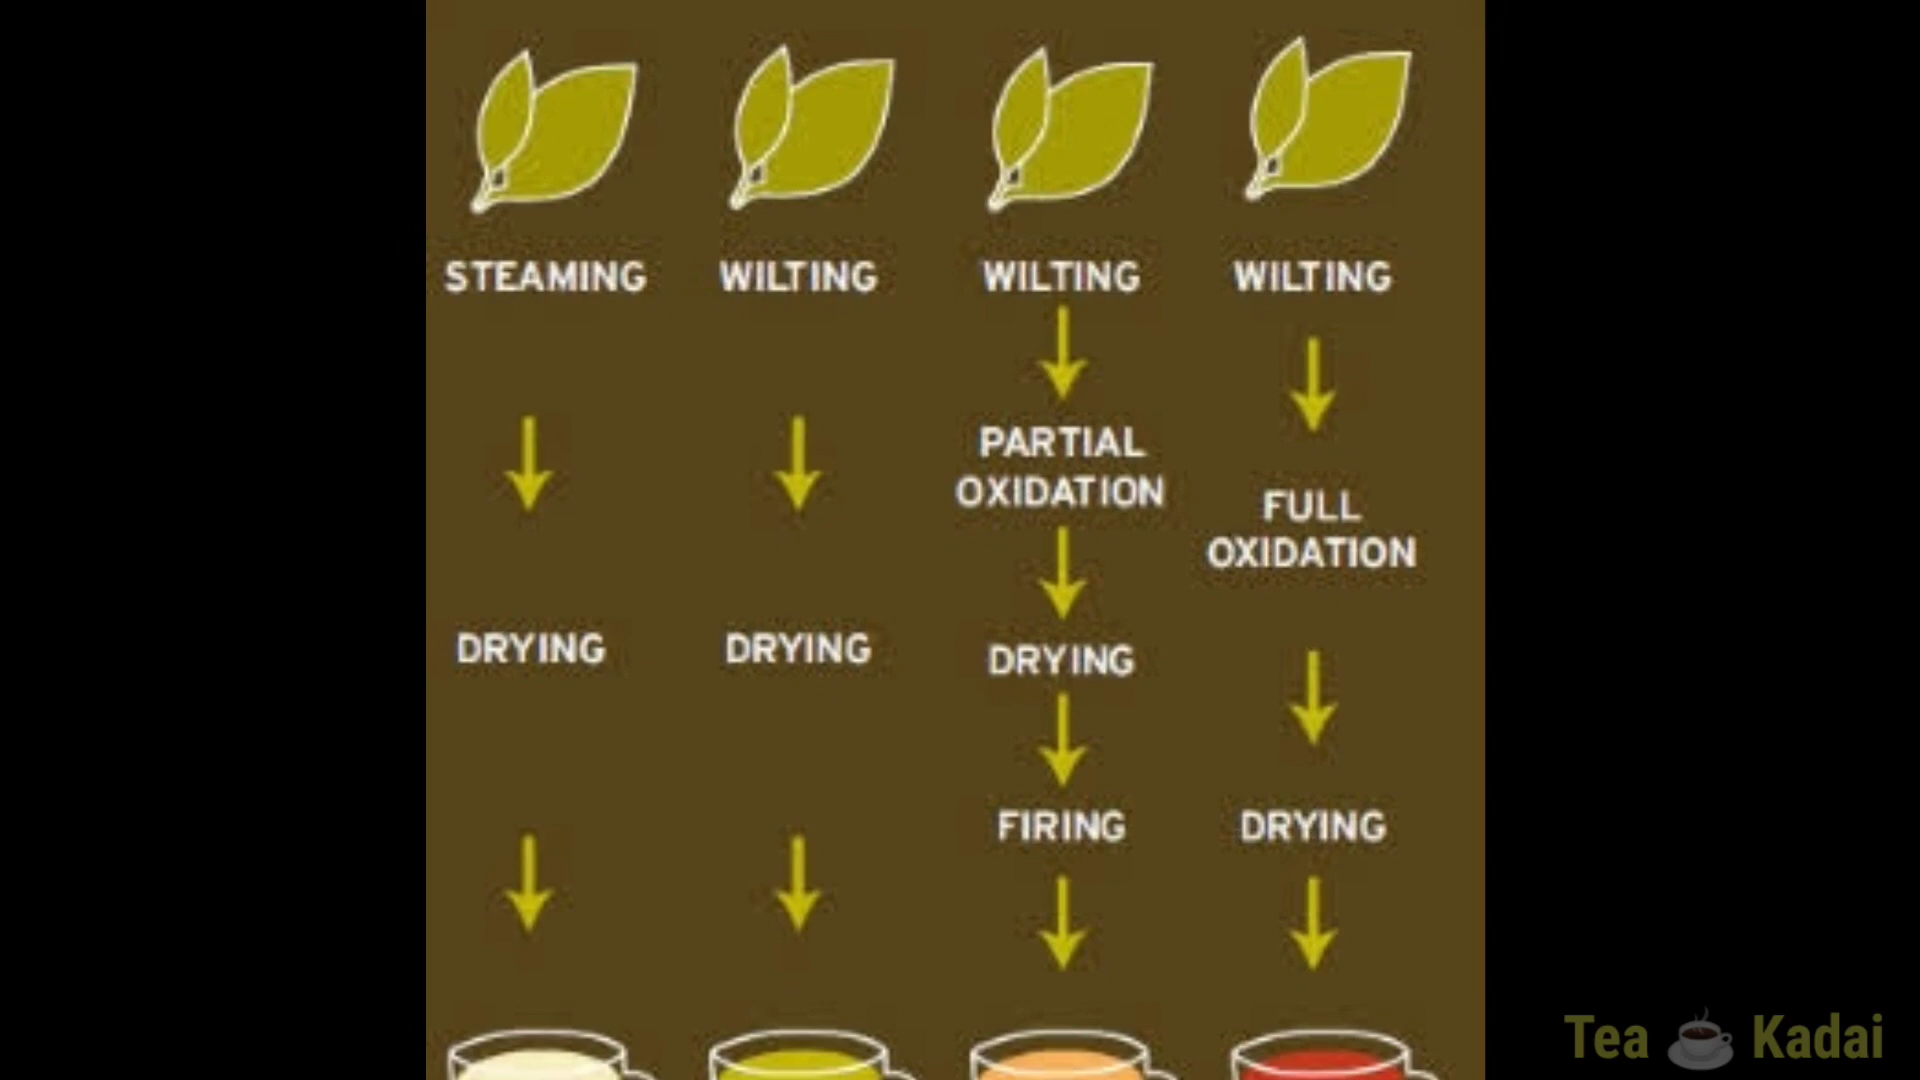 STEAMING
WILTING
WILTING
WILTING
PARTIAL
OXIDATION
FULL
OXIDATION
DRYING
DRYING
DRYING
FIRING
DRYING
Tea Kadai